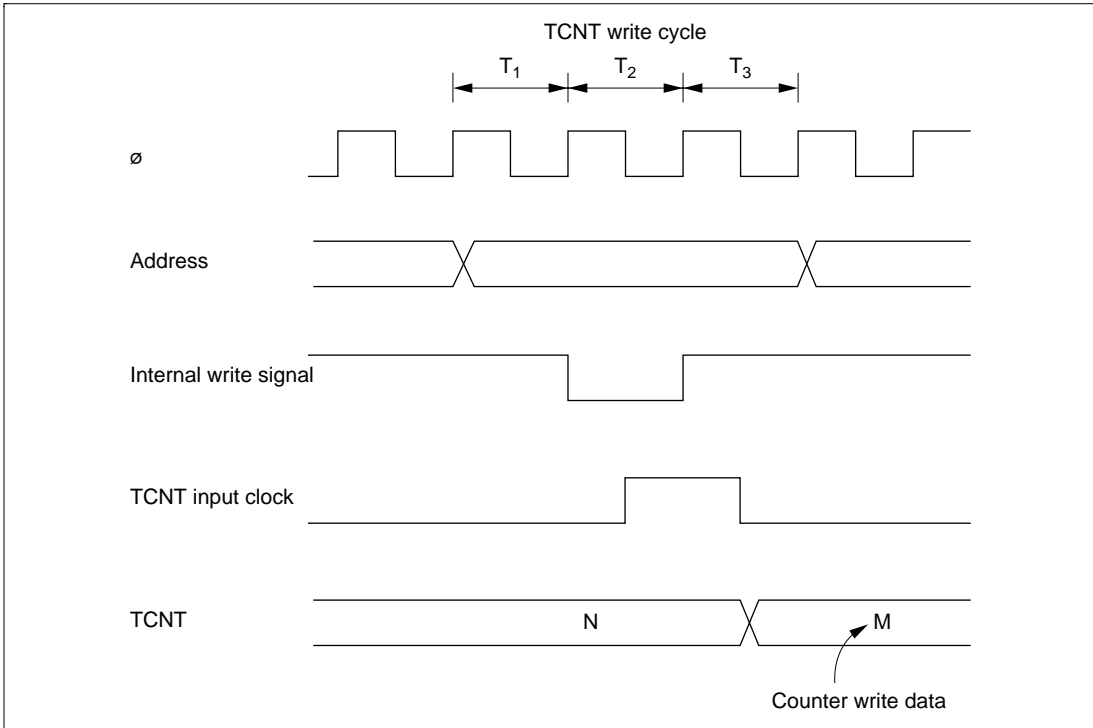 TCNT write cycle
T1 T2 T3
ø
Address
Internal write signal
TCNT input clock
TCNT N M
Counter write data